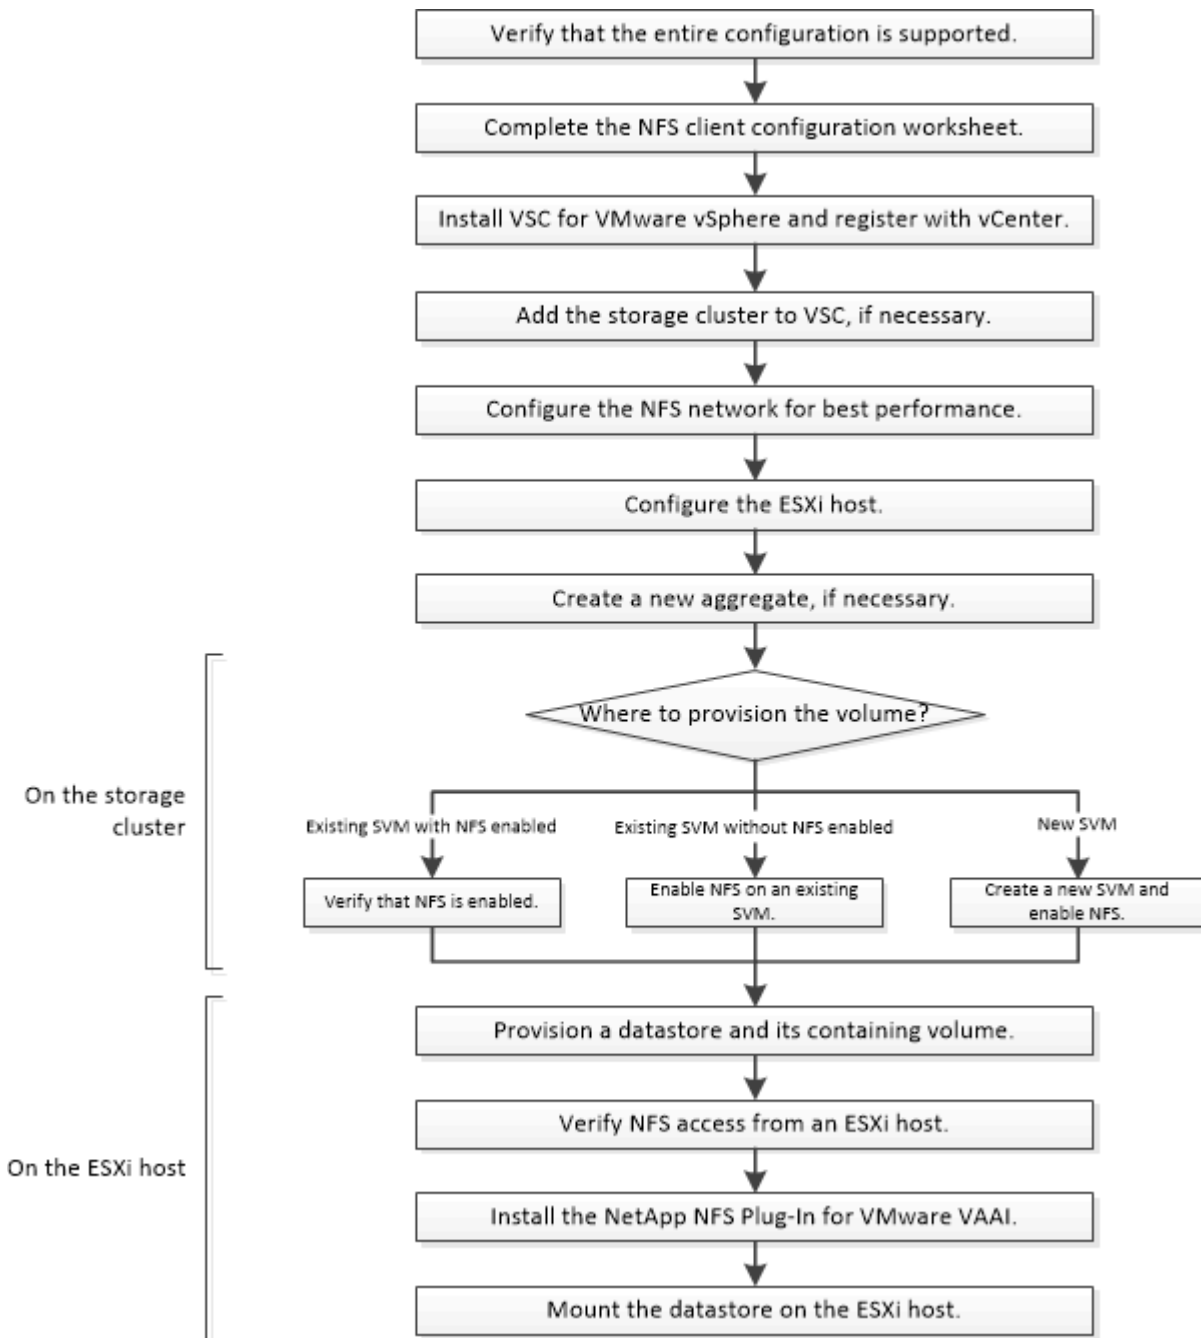 Verify that the entire configuration is supported.
Complete the NFS client configuration worksheet.
Install VSC for VMware vSphere and register with vCenter.
Add the storage cluster to VSC, if necessary.
Configure the NFS network for best performance.
Configure the ESXi host.
Create a new aggregate, if necessary.
On the storage
cluster
Where to provision the volume?
Existing SVM with NFS enabled
Existing SVM without NFS enabled
New SVM
Verify that NFS is enabled.
Enable NFS on an existing
SVM.
Create a new SVM and
enable NFS.
On the ESXi host
Provision a datastore and its containing volume.
Verify NFS access from an ESXi host.
Install the NetApp NFS Plug-In for VMware VAAI.
Mount the datastore on the ESXi host.